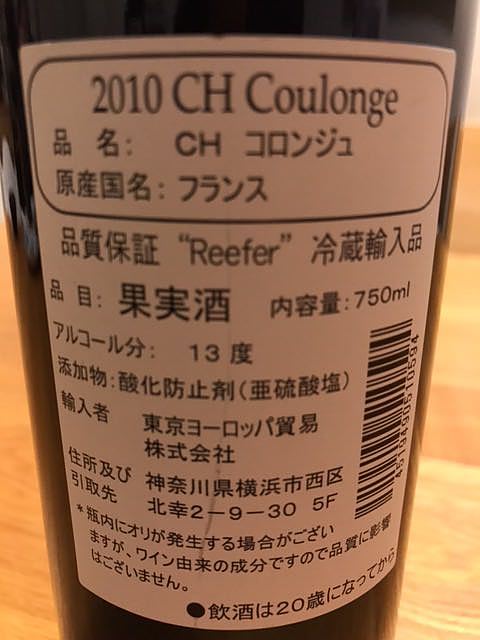 2010 CH Coulonge
品 名: CH コロンジュ
原産国名: フランス
品質保証 “Reefer” 冷蔵輸入品
品 目: 果実酒 内容量: 750ml
アルコール分: 13 度
添加物: 酸化防止剤(亜硫酸塩)
輸入者 東京ヨーロッパ貿易
株式会社
住所及び 神奈川県横浜市西区
引取先 北幸2-9-30 5F
*瓶内にオリが発生する場合がござい
ますが、ワイン由来の成分ですので品質に影響
はございません。
●飲酒は20歳になってから